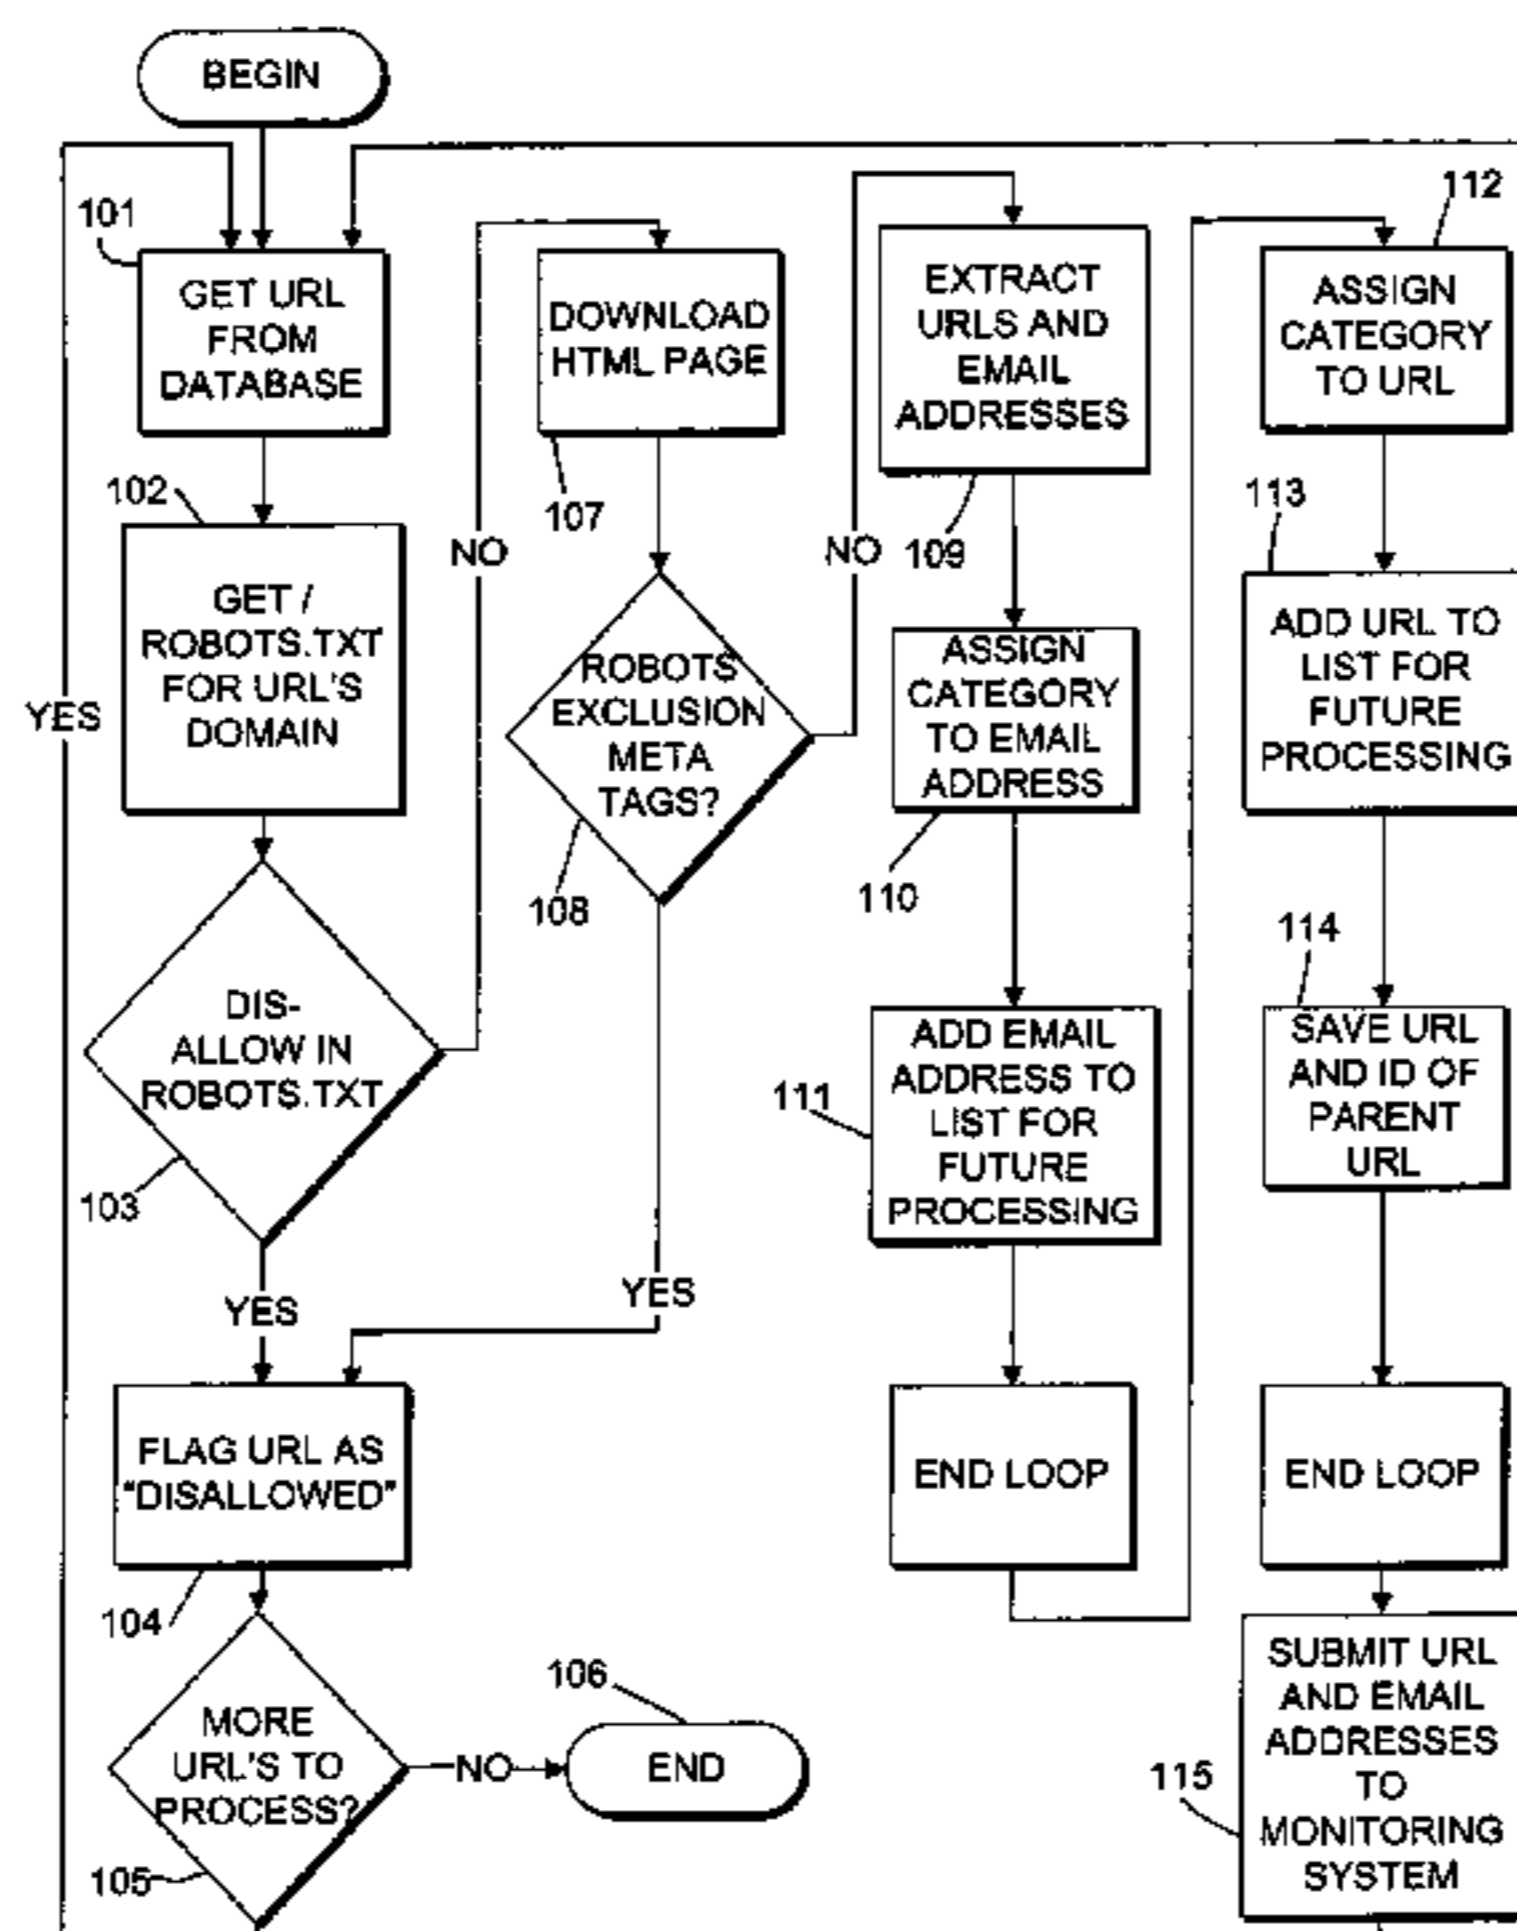 BEGIN
101
GET URL
FROM
DATABASE
102
GET /
ROBOTS.TXT
FOR URL'S
DOMAIN
YES
DIS-
ALLOW IN
ROBOTS.TXT
103
YES
FLAG URL AS
"DISALLOWED"
104
MORE
URL'S TO
PROCESS?
105
NO
106
END
NO
DOWNLOAD
HTML PAGE
107
ROBOTS
EXCLUSION
META
TAGS?
108
YES
NO
EXTRACT
URLS AND
EMAIL
ADDRESSES
109
ASSIGN
CATEGORY
TO EMAIL
ADDRESS
110
ADD EMAIL
ADDRESS TO
LIST FOR
FUTURE
PROCESSING
111
END LOOP
112
ASSIGN
CATEGORY
TO URL
113
ADD URL TO
LIST FOR
FUTURE
PROCESSING
114
SAVE URL
AND ID OF
PARENT
URL
END LOOP
SUBMIT URL
AND EMAIL
ADDRESSES
TO
MONITORING
SYSTEM
115